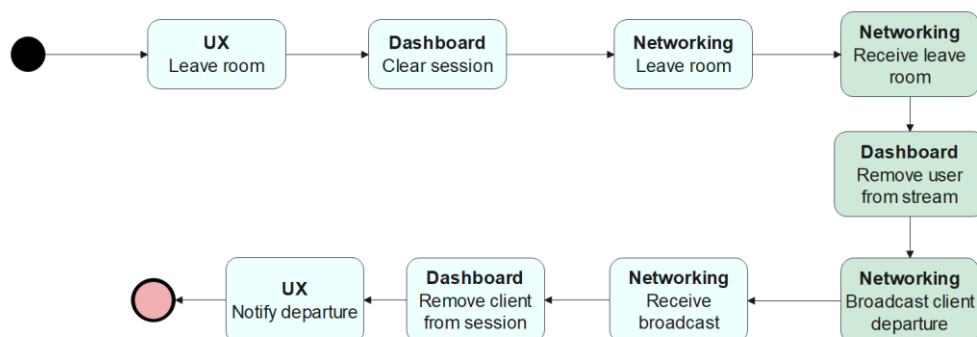 UX
Leave room
Dashboard
Clear session
Networking
Leave room
Networking
Receive leave
room
Dashboard
Remove user
from stream
Networking
Broadcast client
departure
Networking
Receive
broadcast
Dashboard
Remove client
from session
UX
Notify departure